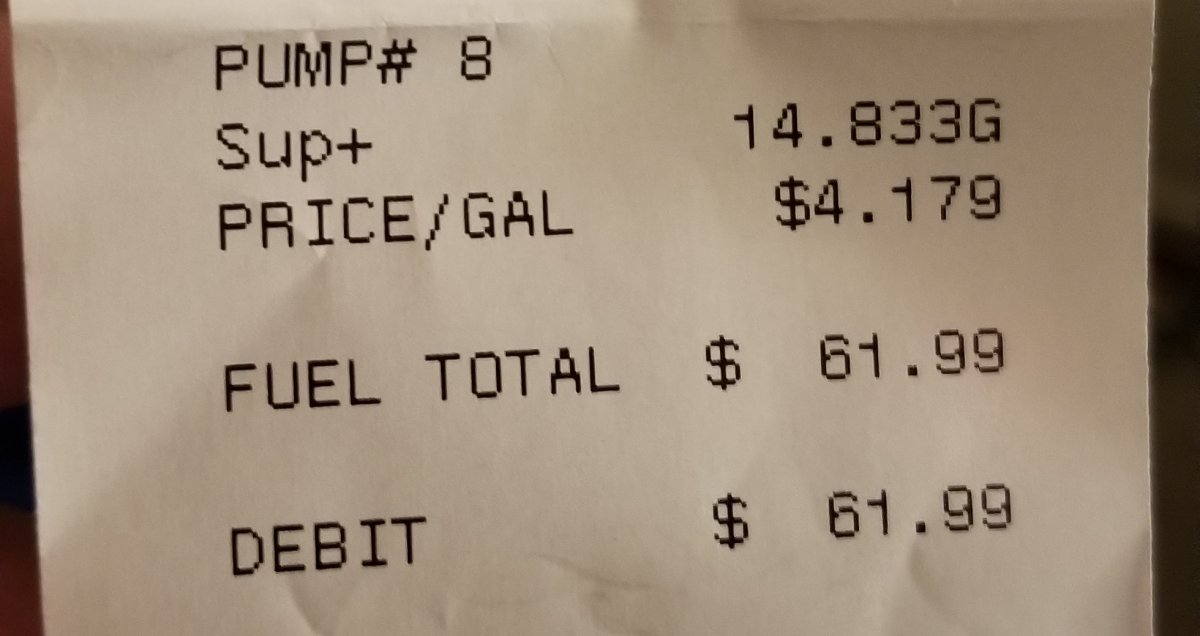 PUMP# 8
Sup+ 14.833G
PRICE/GAL $4.179
FUEL TOTAL $ 61.99
DEBIT $ 61.99